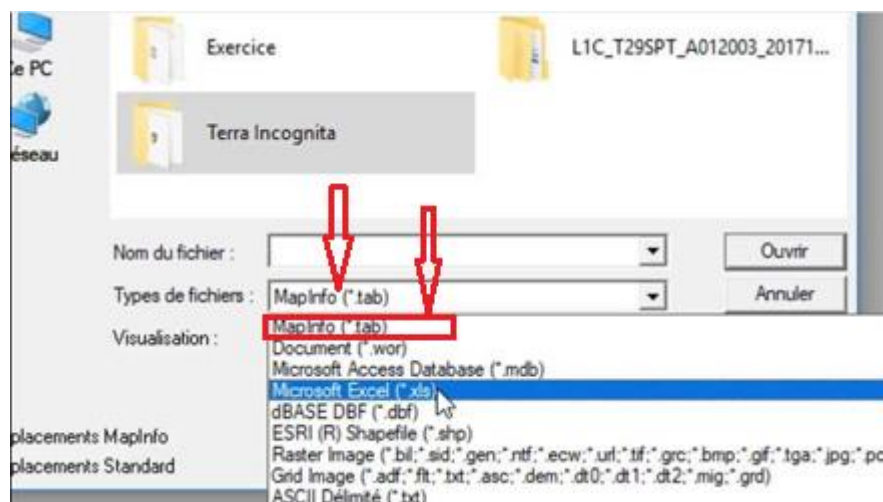 Exercice
L1C_T29SPT_A012003_20171...
Ce PC
Terra Incognita
Réseau
Nom du fichier :
Ouvrir
Types de fichiers :
MapInfo (*.tab)
Annuler
Visualisation :
MapInfo (*.tab)
Document (*.wor)
Microsoft Access Database (*.mdb)
Microsoft Excel (*.xls)
dBASE DBF (*.dbf)
ESRI (R) Shapefile (*.shp)
placements MapInfo
Raster Image (*.bil;*.sid;*.gen;*.ntf;*.ecw;*.url;*.tif;*.grc;*.bmp;*.gif;*.tga;*.jpg;*.pc
placements Standard
Grid Image (*.adf;*.flt;*.txt;*.asc;*.dem;*.dt0;*.dt1;*.dt2;*.mig;*.grd)
ASCII Délimité (*.txt)